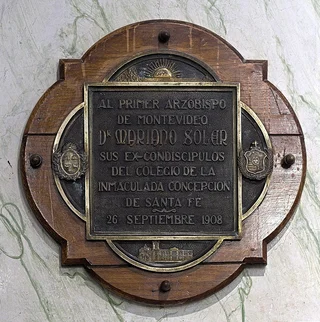 AL PRIMER ARZOBISPO
DE MONTEVIDEO
Dr MARIANO SOLER
SUS EX-CONDISCIPULOS
DEL COLEGIO DE LA
INMACULADA CONCEPCION
DE SANTA FE
26 SEPTIEMBRE 1908